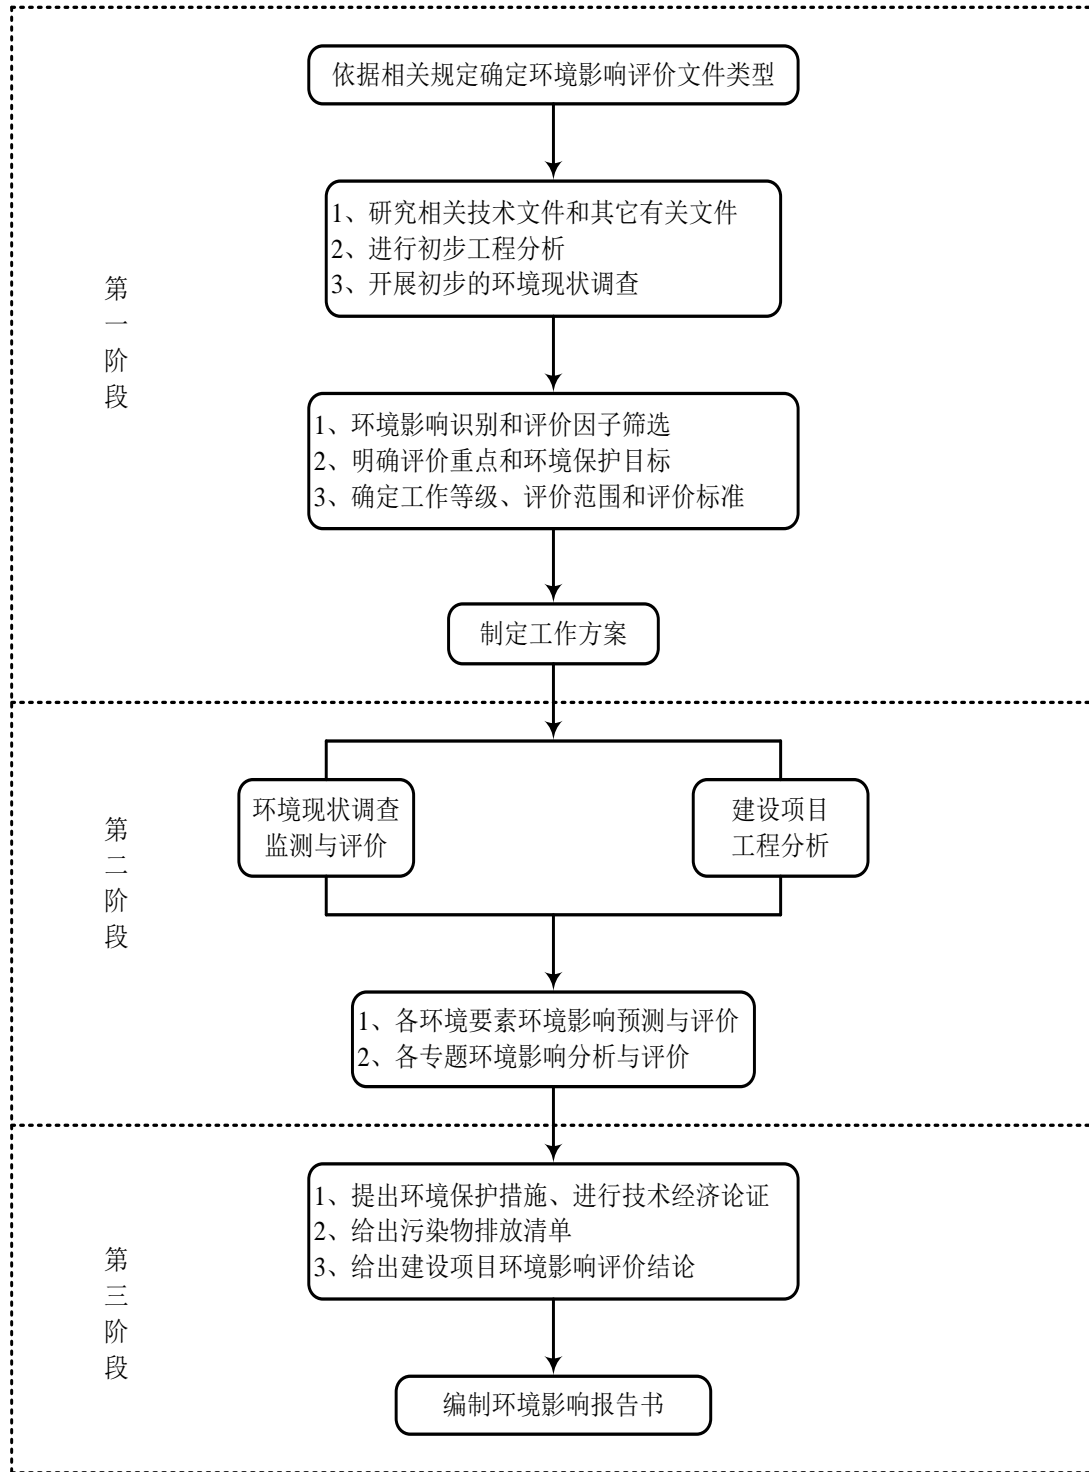 依据相关规定确定环境影响评价文件类型
1、研究相关技术文件和其它有关文件
2、进行初步工程分析
3、开展初步的环境现状调查
第一阶段
1、环境影响识别和评价因子筛选
2、明确评价重点和环境保护目标
3、确定工作等级、评价范围和评价标准
制定工作方案
第二阶段
环境现状调查
监测与评价
建设项目
工程分析
1、各环境要素环境影响预测与评价
2、各专题环境影响分析与评价
第三阶段
1、提出环境保护措施、进行技术经济论证
2、给出污染物排放清单
3、给出建设项目环境影响评价结论
编制环境影响报告书